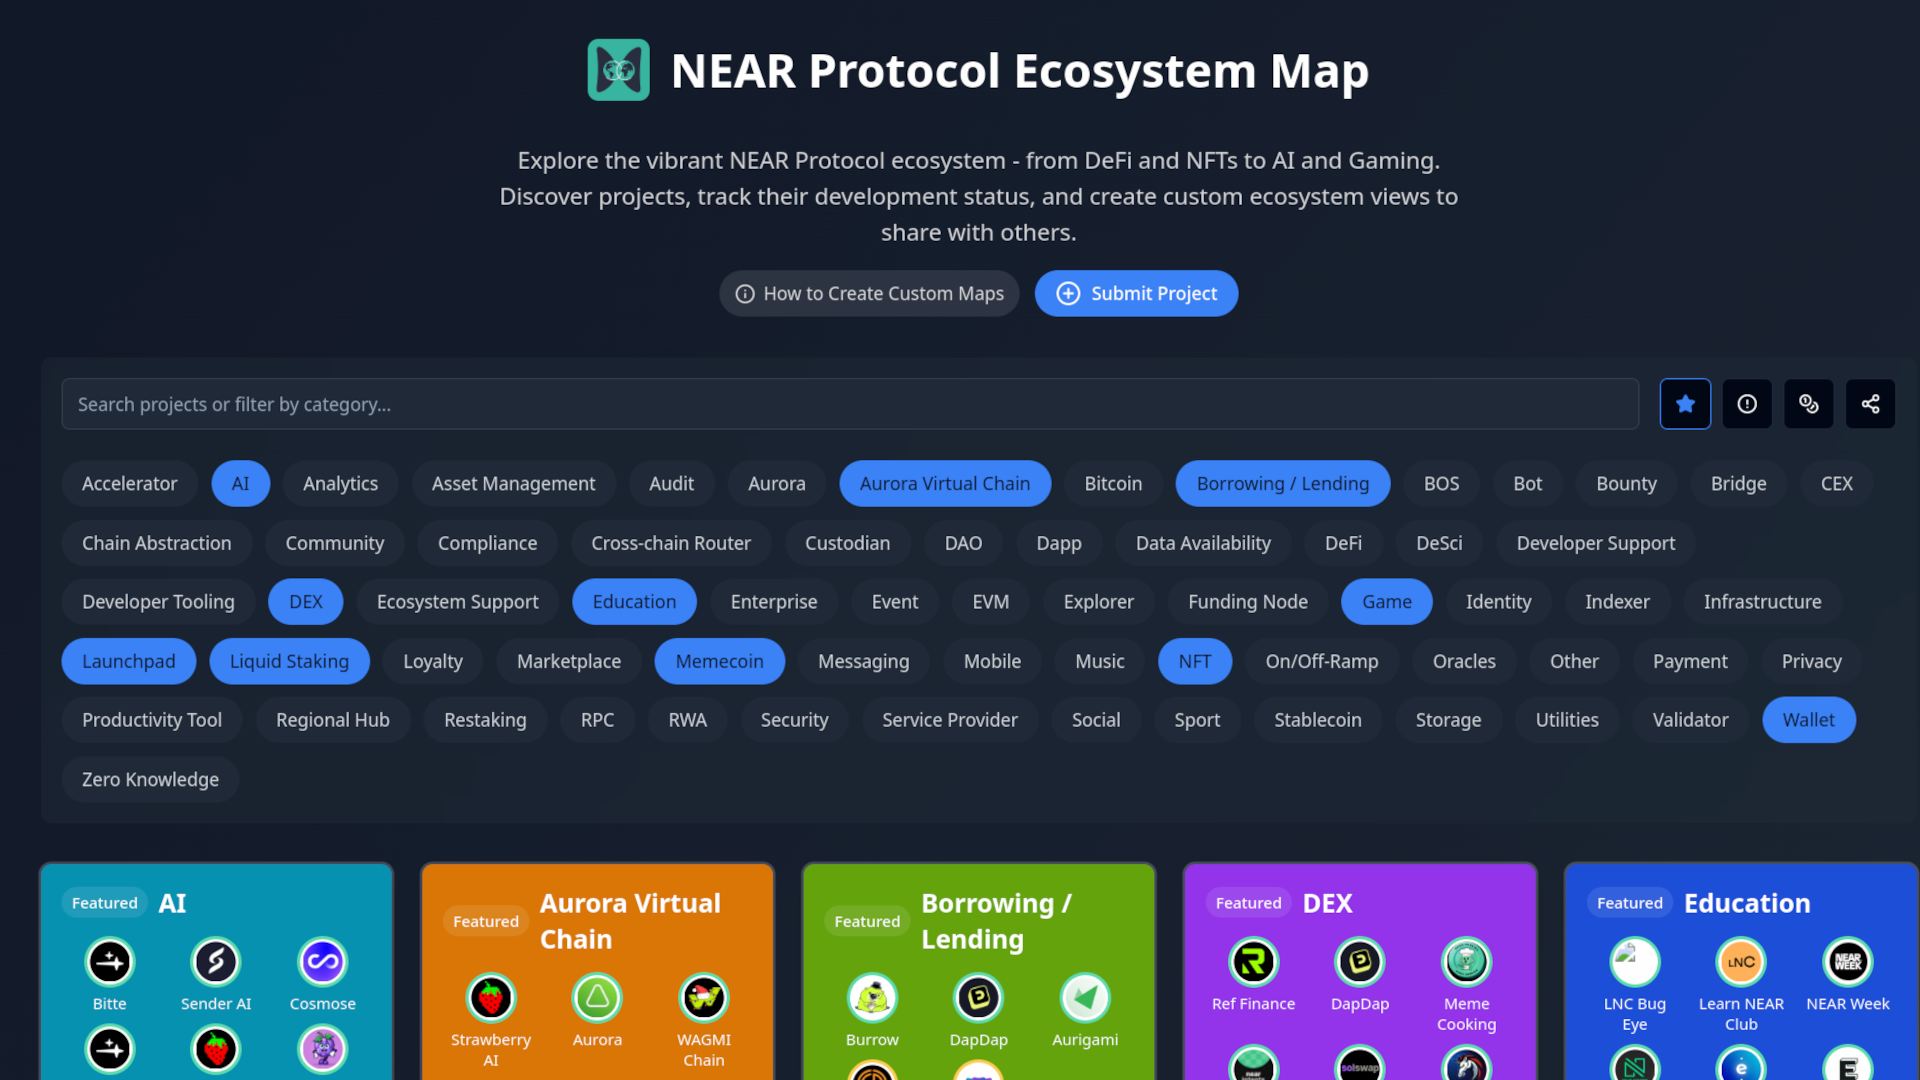 NEAR Protocol Ecosystem Map
Explore the vibrant NEAR Protocol ecosystem - from DeFi and NFTs to AI and Gaming.
Discover projects, track their development status, and create custom ecosystem views to
share with others.
How to Create Custom Maps
Submit Project
Search projects or filter by category...
Accelerator AI Analytics Asset Management Audit Aurora Aurora Virtual Chain Bitcoin Borrowing / Lending BOS Bot Bounty Bridge CEX
Chain Abstraction Community Compliance Cross-chain Router Custodian DAO Dapp Data Availability DeFi DeSci Developer Support
Developer Tooling DEX Ecosystem Support Education Enterprise Event EVM Explorer Funding Node Game Identity Indexer Infrastructure
Launchpad Liquid Staking Loyalty Marketplace Memecoin Messaging Mobile Music NFT On/Off-Ramp Oracles Other Payment Privacy
Productivity Tool Regional Hub Restaking RPC RWA Security Service Provider Social Sport Stablecoin Storage Utilities Validator Wallet
Zero Knowledge
Featured AI
Bitte Sender AI Cosmose
Featured Aurora Virtual
Chain
Strawberry
AI
Aurora
WAGMI
Chain
Featured Borrowing /
Lending
Burrow DapDap Aurigami
Featured DEX
Ref Finance DapDap Meme
Cooking
near
solswap
Featured Education
LNC
NEAR
WEEK
LNC Bug
Eye
Learn NEAR
Club
NEAR Week